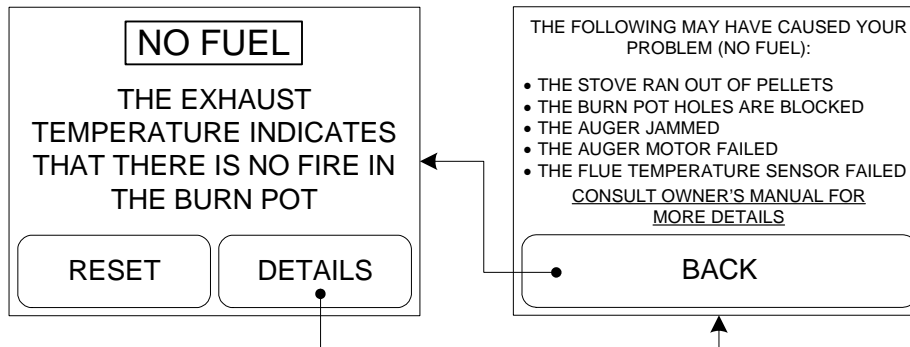 NO FUEL
THE EXHAUST
TEMPERATURE INDICATES
THAT THERE IS NO FIRE IN
THE BURN POT
RESET
DETAILS
THE FOLLOWING MAY HAVE CAUSED YOUR
PROBLEM (NO FUEL):
• THE STOVE RAN OUT OF PELLETS
• THE BURN POT HOLES ARE BLOCKED
• THE AUGER JAMMED
• THE AUGER MOTOR FAILED
• THE FLUE TEMPERATURE SENSOR FAILED
CONSULT OWNER'S MANUAL FOR
MORE DETAILS
BACK